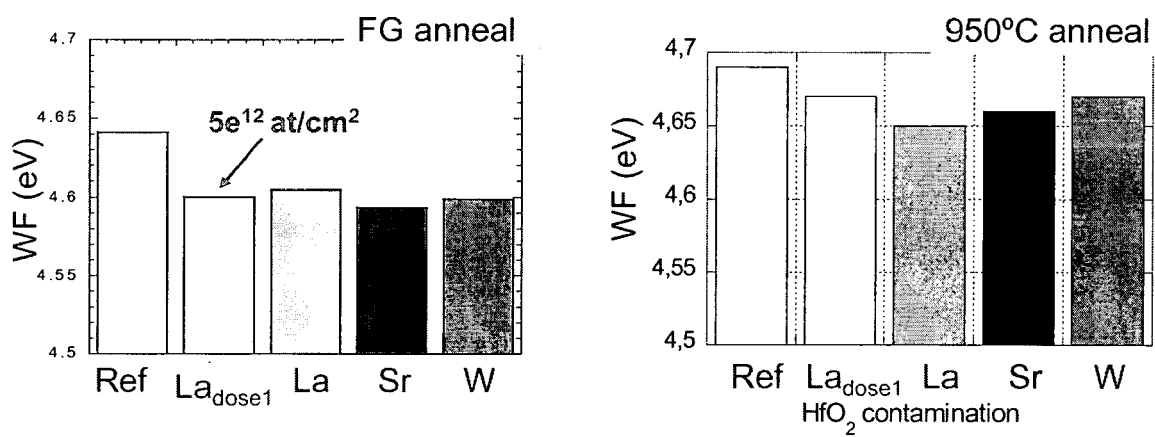 FG anneal
4.7
4.65
4.6
4.55
4.5
WF (eV)
5e¹² at/cm²
Ref
La_dose1
La
Sr
W
950ºC anneal
4,7
4,65
4,6
4,55
4,5
WF (eV)
Ref
La_dose1
La
Sr
W
HfO₂ contamination